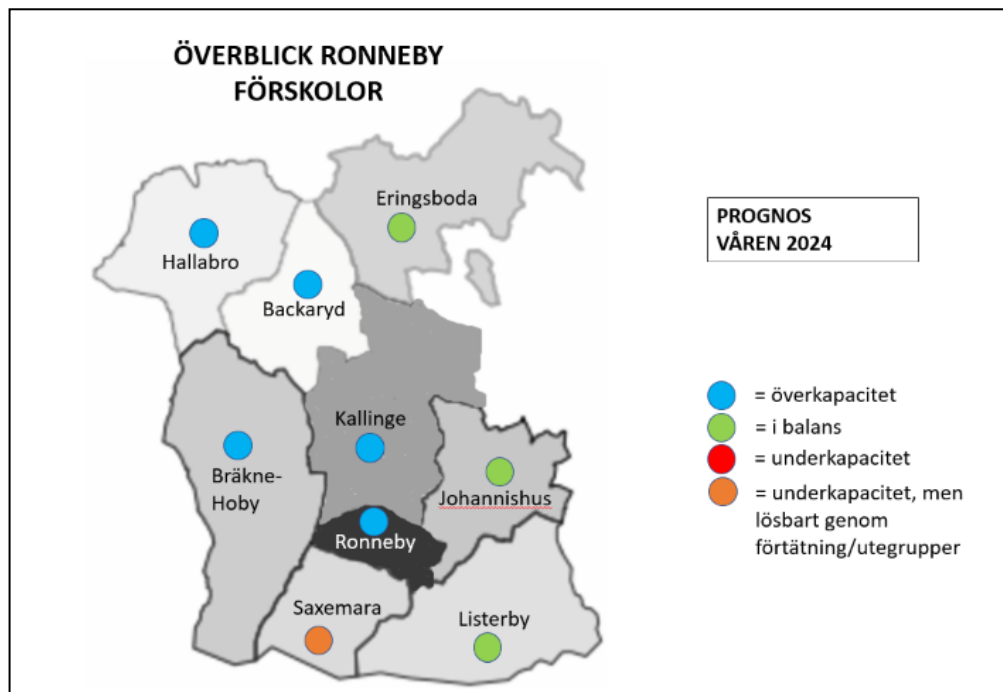 ÖVERBLICK RONNEBY
FÖRSKOLOR
Eringsboda
Hallabro
Backaryd
Kallinge
Bräkne-
Hoby
Johannishus
Ronneby
Saxemara
Listerby
PROGNOS
VÅREN 2024
= överkapacitet
= i balans
= underkapacitet
= underkapacitet, men
lösbart genom
förtätning/utegrupper